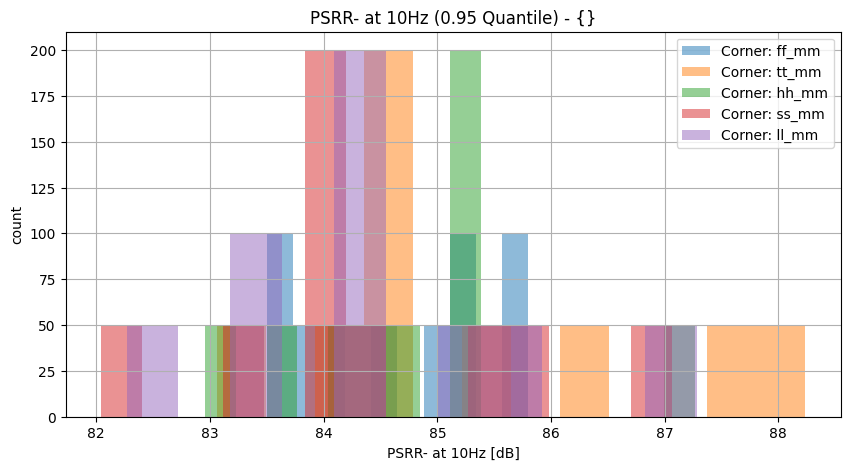 PSRR- at 10Hz (0.95 Quantile) - {}
200
175
150
125
100
75
50
25
0
count
82
83
84
85
86
87
88
PSRR- at 10Hz [dB]
Corner: ff_mm
Corner: tt_mm
Corner: hh_mm
Corner: ss_mm
Corner: ll_mm